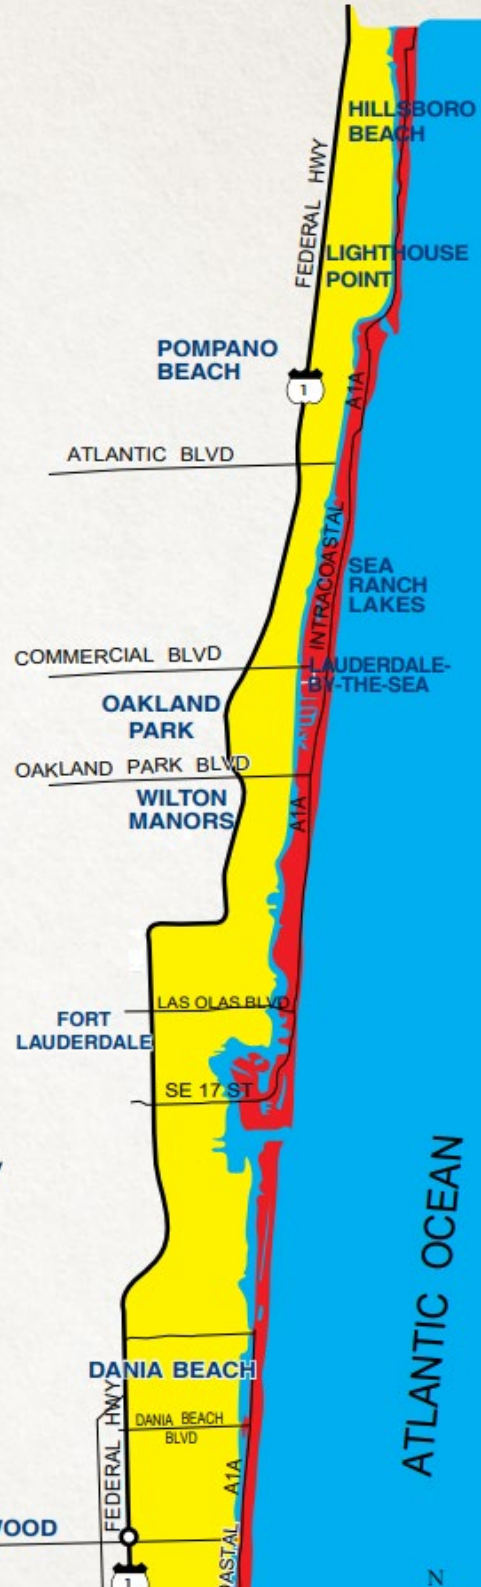 HILLSBORO
BEACH
FEDERAL HWY
LIGHTHOUSE
POINT
POMPANO
BEACH
1
A1A
ATLANTIC BLVD
INTRACOASTAL
SEA
RANCH
LAKES
COMMERCIAL BLVD
LAUDERDALE-
BY-THE-SEA
OAKLAND
PARK
OAKLAND PARK BLVD
WILTON
MANORS
A1A
LAS OLAS BLVD
FORT
LAUDERDALE
SE 17 ST
ATLANTIC OCEAN
DANIA BEACH
FEDERAL HWY
DANIA BEACH
BLVD
A1A
OOD
ASTAL
1
N